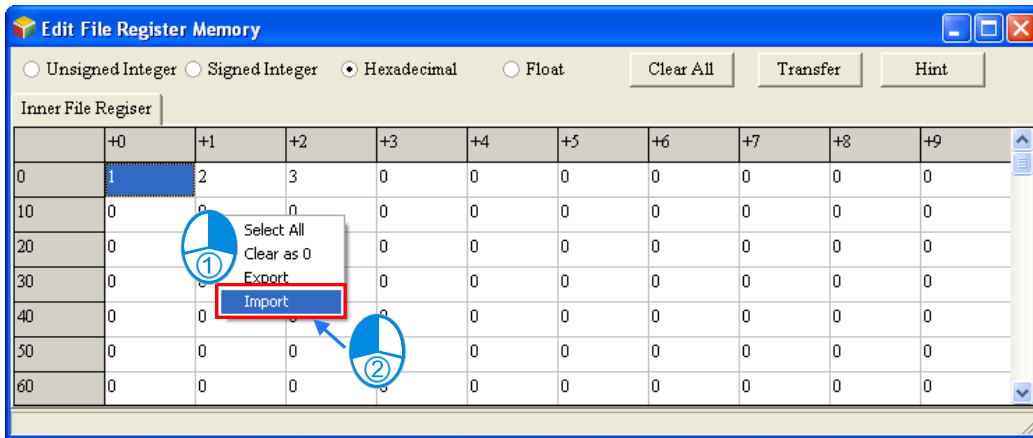 Edit File Register Memory
Unsigned Integer Signed Integer Hexadecimal Float Clear All Transfer Hint
Inner File Regiser
+0 +1 +2 +3 +4 +5 +6 +7 +8 +9
0 1 2 3 0 0 0 0 0 0 0
10 0 0 0 0 0 0 0 0 0 0
Select All
20 0 0 0 0 0 0 0 0
Clear as 0
①
30 0 0 0 0 0 0 0 0 0
Export
Import
40 0 0 0 0 0 0 0 0 0 0
50 0 0 0 0 0 0 0 0 0
②
60 0 0 0 0 0 0 0 0 0 0